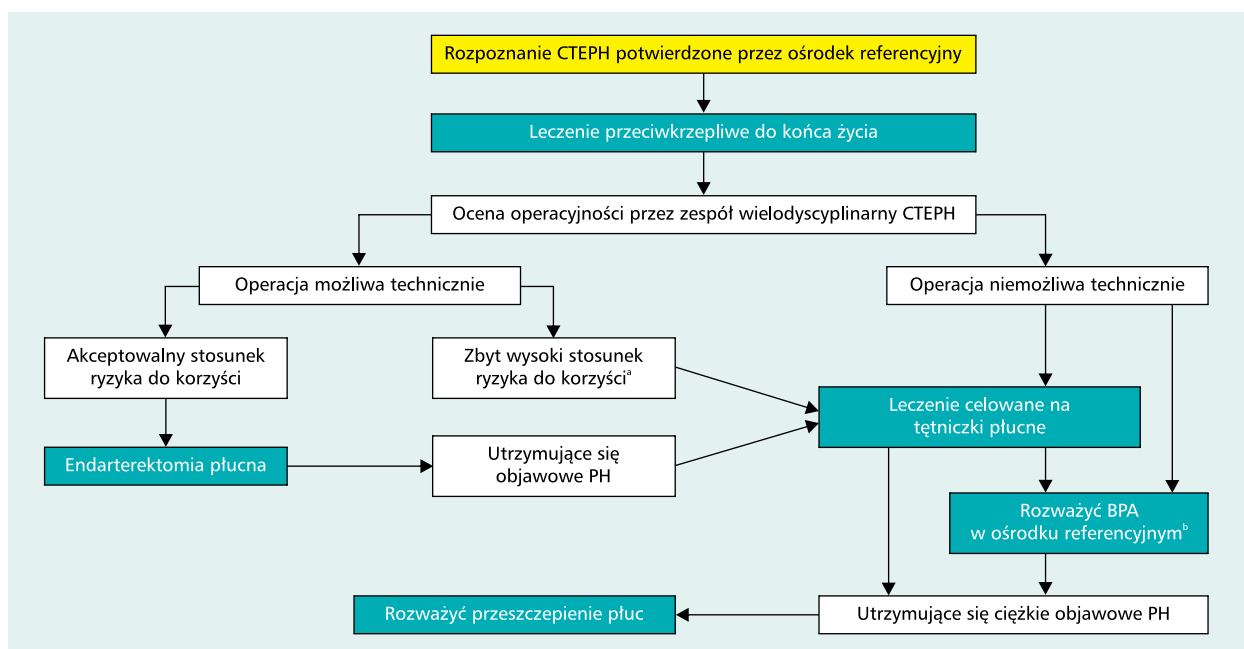 Rozpoznanie CTEPH potwierdzone przez ośrodek referencyjny
Leczenie przeciwkrzepliwe do końca życia
Ocena operacyjności przez zespół wielodyscyplinarny CTEPH
Operacja możliwa technicznie
Operacja niemożliwa technicznie
Akceptowalny stosunek
ryzyka do korzyści
Zbyt wysoki stosunek
ryzyka do korzyściᵃ
Leczenie celowane na
tętniczki płucne
Endarterektomia płucna
Utrzymujące się
objawowe PH
Rozważyć BPA
w ośrodku referencyjnymᵇ
Rozważyć przeszczepienie płuc
Utrzymujące się ciężkie objawowe PH